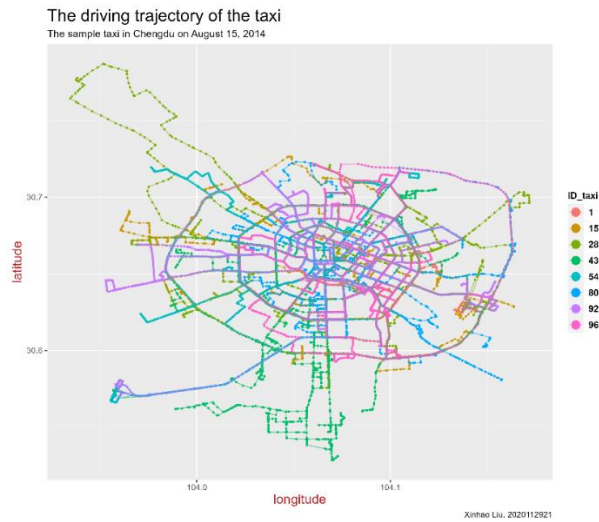 The driving trajectory of the taxi
The sample taxi in Chengdu on August 15, 2014
30.7
latitude
30.6
104.0
104.1
longitude
ID_taxi
1
15
28
43
54
80
92
96
Xinhao Liu, 2020112921